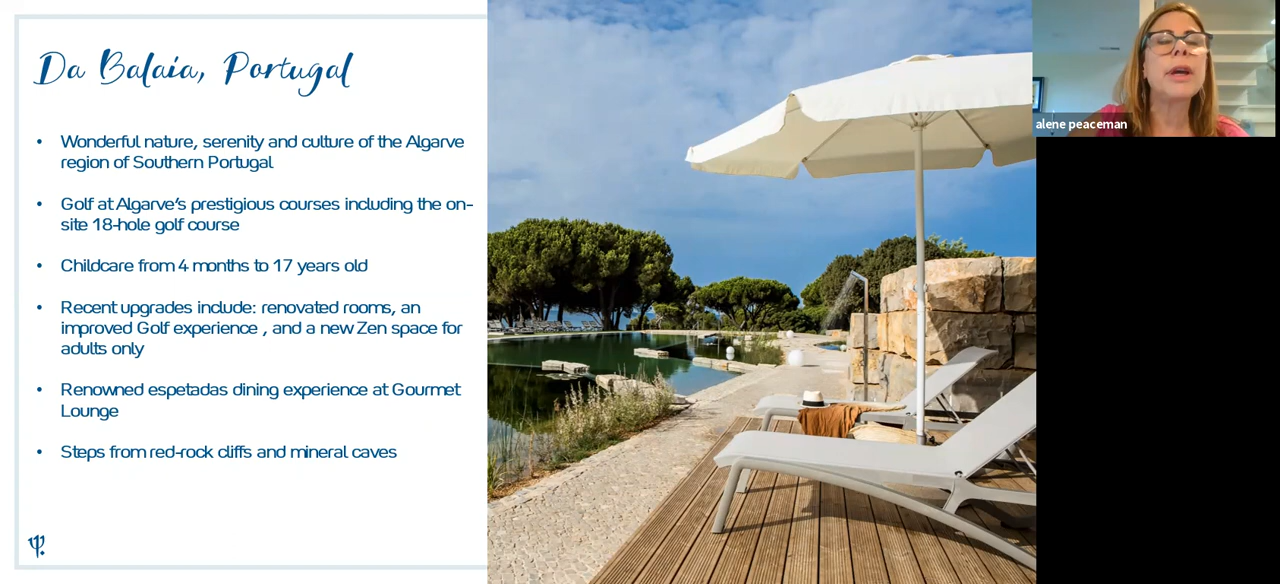 Da Balaia, Portugal
• Wonderful nature, serenity and culture of the Algarve
region of Southern Portugal
• Golf at Algarve's prestigious courses including the on-
site 18-hole golf course
• Childcare from 4 months to 17 years old
• Recent upgrades include: renovated rooms, an
improved Golf experience , and a new Zen space for
adults only
• Renowned espetadas dining experience at Gourmet
Lounge
• Steps from red-rock cliffs and mineral caves
alene peaceman